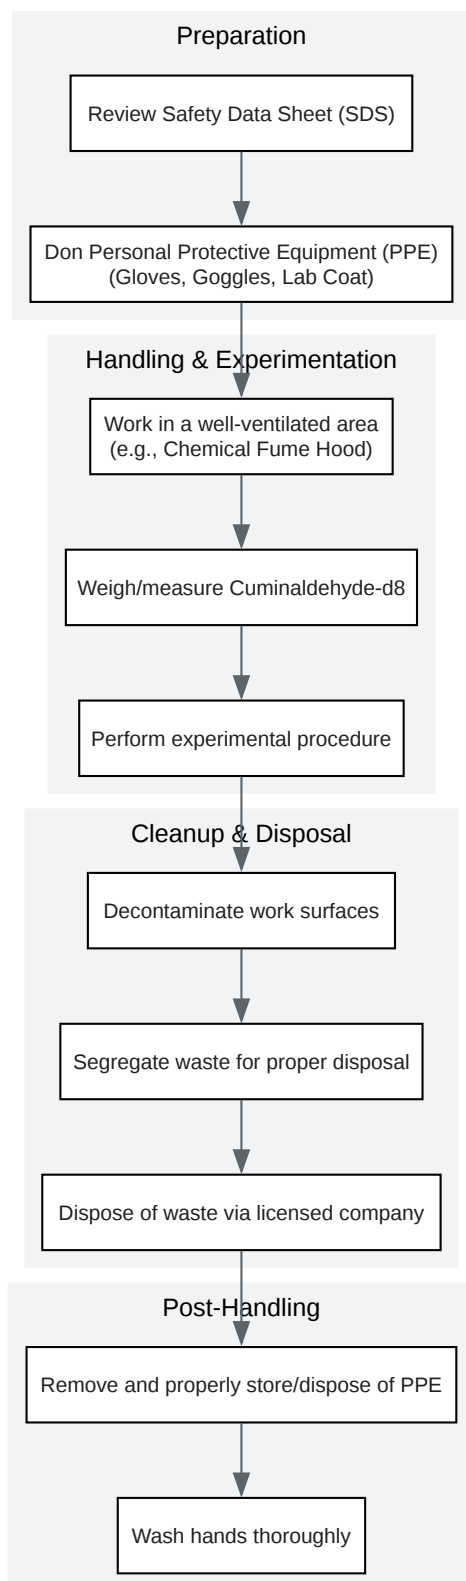 Preparation
Review Safety Data Sheet (SDS)
Don Personal Protective Equipment (PPE)
(Gloves, Goggles, Lab Coat)
Handling & Experimentation
Work in a well-ventilated area
(e.g., Chemical Fume Hood)
Weigh/measure Cuminaldehyde-d8
Perform experimental procedure
Cleanup & Disposal
Decontaminate work surfaces
Segregate waste for proper disposal
Dispose of waste via licensed company
Post-Handling
Remove and properly store/dispose of PPE
Wash hands thoroughly